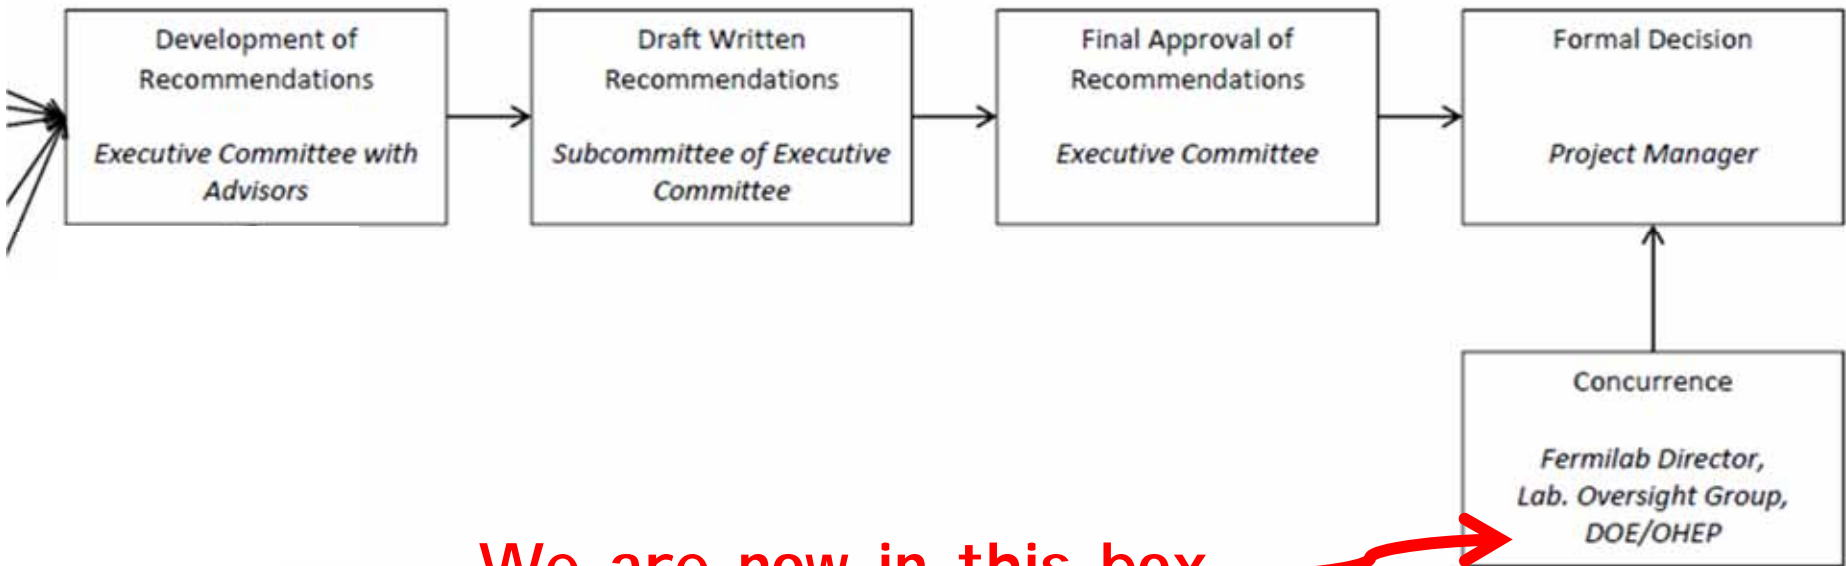 Development of
Recommendations
Executive Committee with
Advisors
Draft Written
Recommendations
Subcommittee of Executive
Committee
Final Approval of
Recommendations
Executive Committee
Formal Decision
Project Manager
Concurrence
Fermilab Director,
Lab. Oversight Group,
DOE/OHEP
We are now in this box